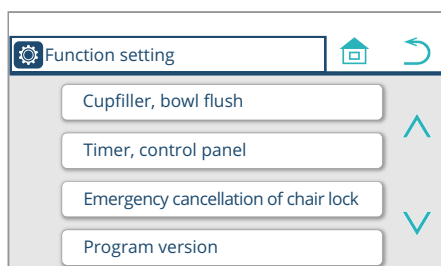 Function setting
Cupfiller, bowl flush
Timer, control panel
Emergency cancellation of chair lock
Program version